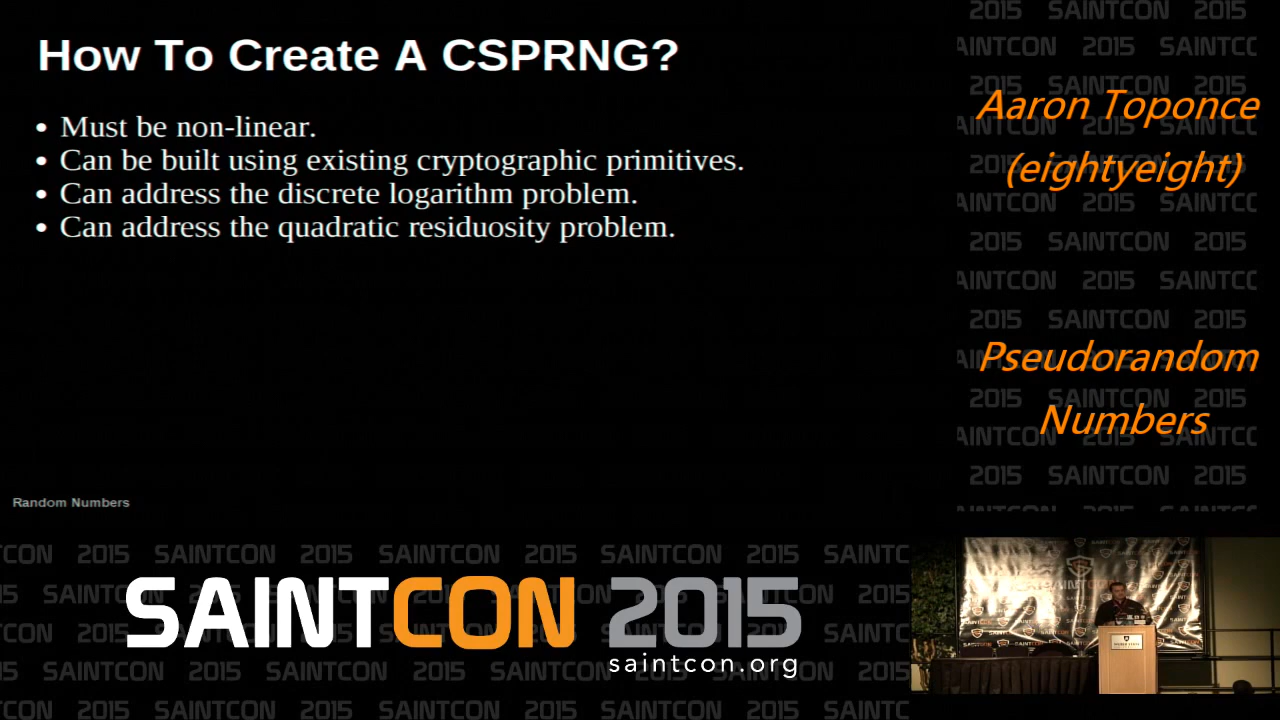 How To Create A CSPRNG?
• Must be non-linear.
• Can be built using existing cryptographic primitives.
• Can address the discrete logarithm problem.
• Can address the quadratic residuosity problem.
Random Numbers
Aaron Toponce
(eightyeight)
Pseudorandom
Numbers
SAINTCON 2015
saintcon.org